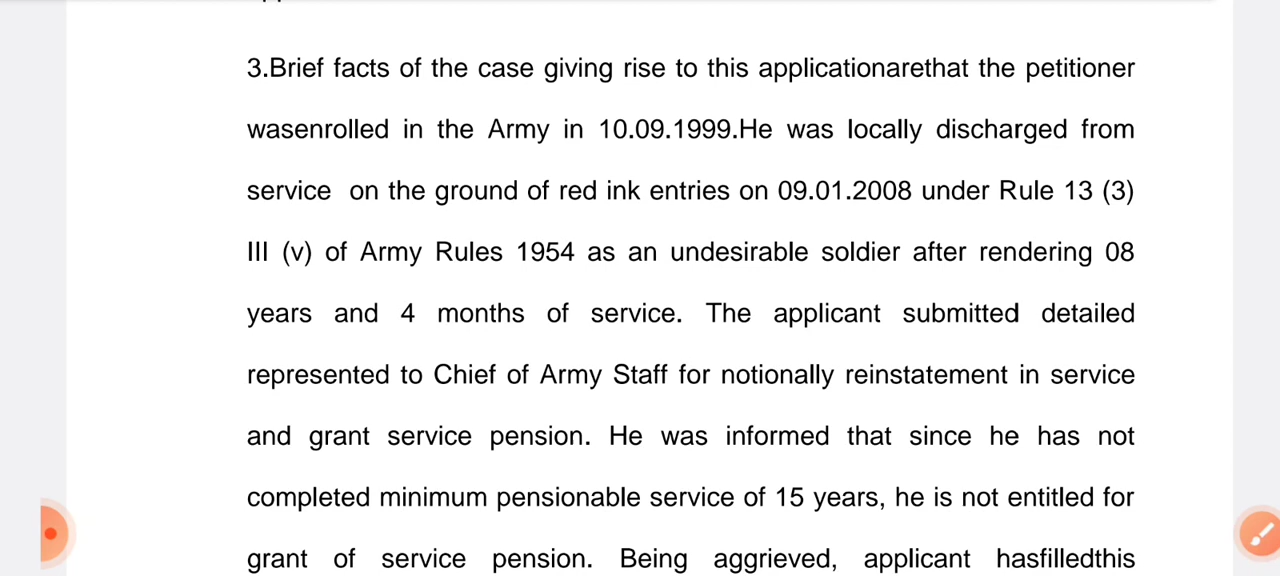 3.Brief facts of the case giving rise to this applicationarethat the petitioner
wasenrolled in the Army in 10.09.1999.He was locally discharged from
service on the ground of red ink entries on 09.01.2008 under Rule 13 (3)
III (v) of Army Rules 1954 as an undesirable soldier after rendering 08
years and 4 months of service. The applicant submitted detailed
represented to Chief of Army Staff for notionally reinstatement in service
and grant service pension. He was informed that since he has not
completed minimum pensionable service of 15 years, he is not entitled for
grant of service pension. Being aggrieved, applicant hasfilledthis